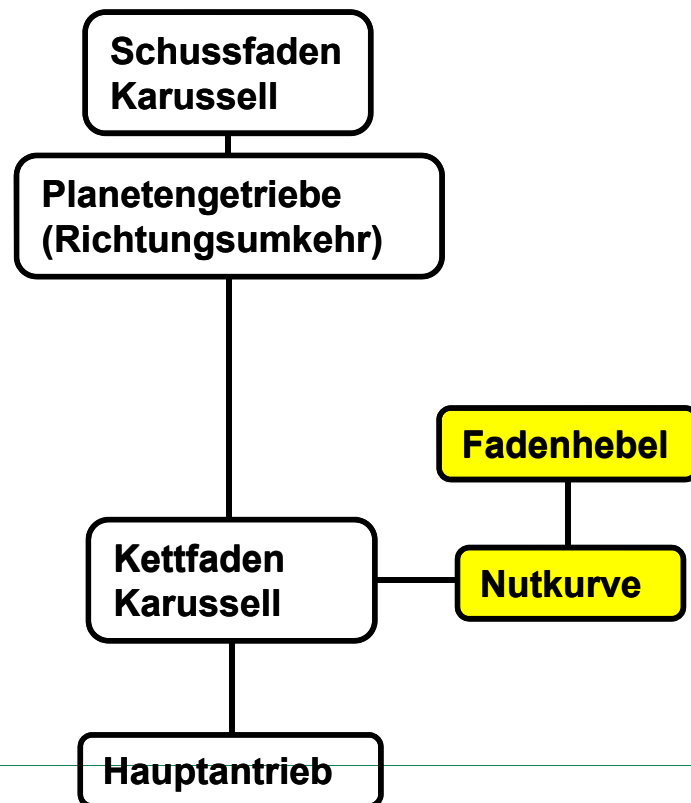 Schussfaden
Karussell
Planetengetriebe
(Richtungsumkehr)
Fadenhebel
Kettfaden
Karussell
Nutkurve
Hauptantrieb